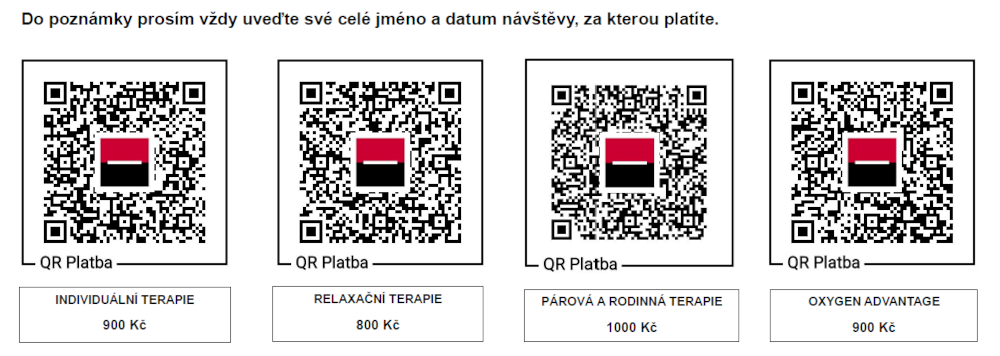 Do poznámky prosím vždy uveďte své celé jméno a datum návštěvy, za kterou platíte.
QR Platba
QR Platba
QR Platba
QR Platba
INDIVIDUÁLNÍ TERAPIE
900 Kč
RELAXAČNÍ TERAPIE
800 Kč
PÁROVÁ A RODINNÁ TERAPIE
1000 Kč
OXYGEN ADVANTAGE
900 Kč